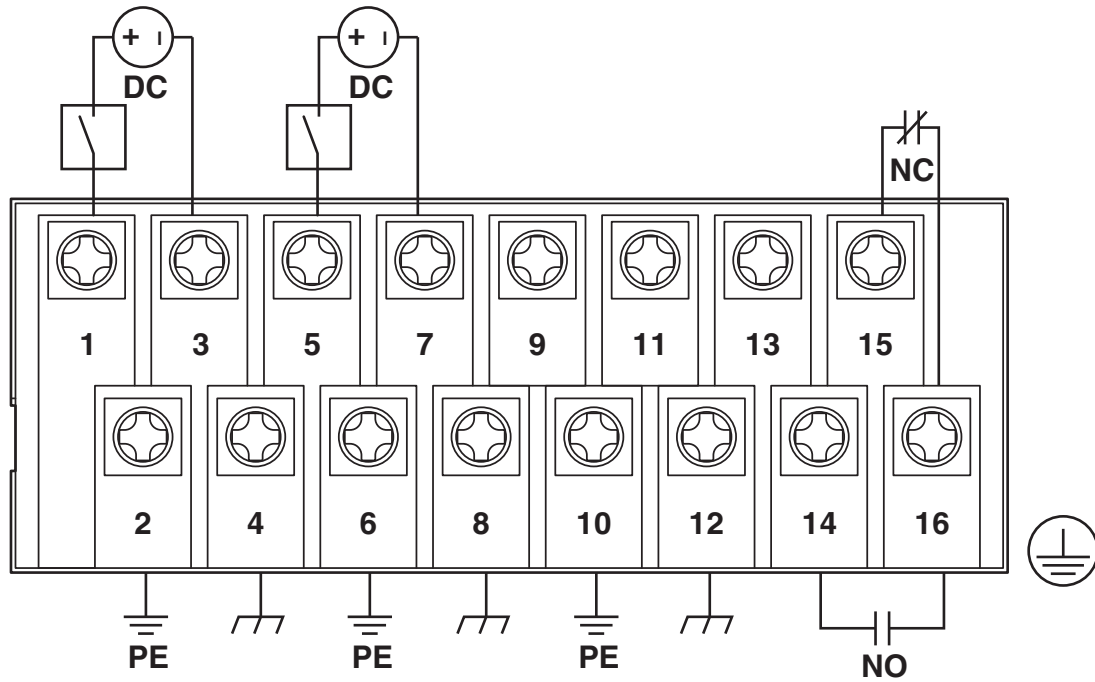 + − + −
DC DC
NC
1 3 5 7 9 11 13 15
2 4 6 8 10 12 14 16
PE PE PE NO